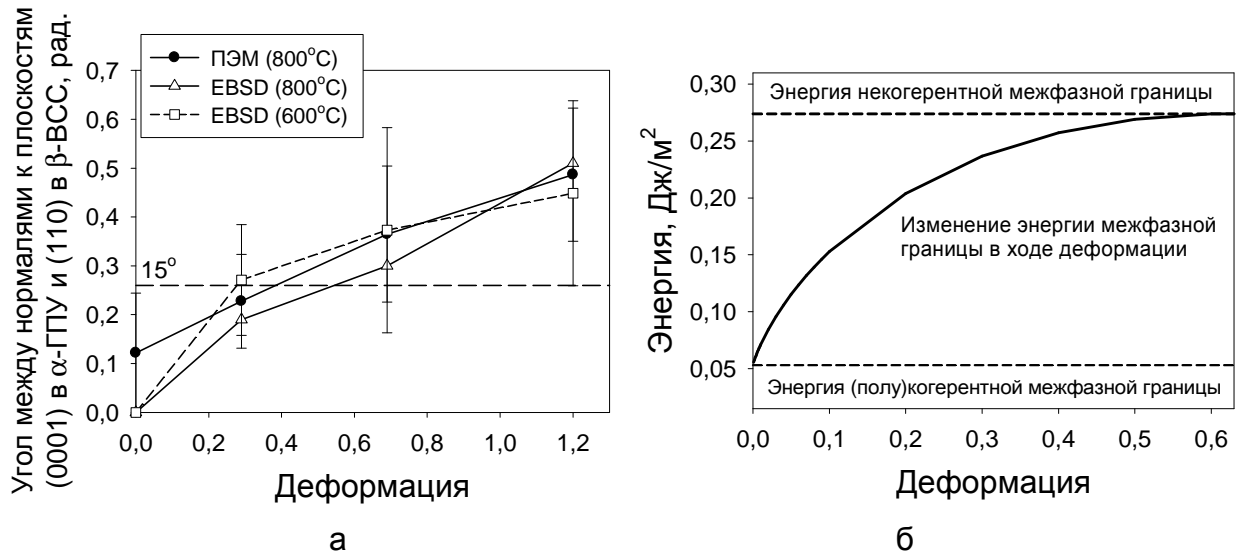 Угол между нормалями к плоскостям
(0001) в α-ГПУ и (110) в β-ВСС, рад.
0,7
0,6
0,5
0,4
0,3
0,2
0,1
0,0
ПЭМ (800°С)
EBSD (800°C)
EBSD (600°C)
15°
0,0 0,2 0,4 0,6 0,8 1,0 1,2
Деформация
а
Энергия, Дж/м²
0,30
0,25
0,20
0,15
0,10
0,05
Энергия некогерентной межфазной границы
Изменение энергии межфазной
границы в ходе деформации
Энергия (полу)когерентной межфазной границы
0,0 0,1 0,2 0,3 0,4 0,5 0,6
Деформация
б